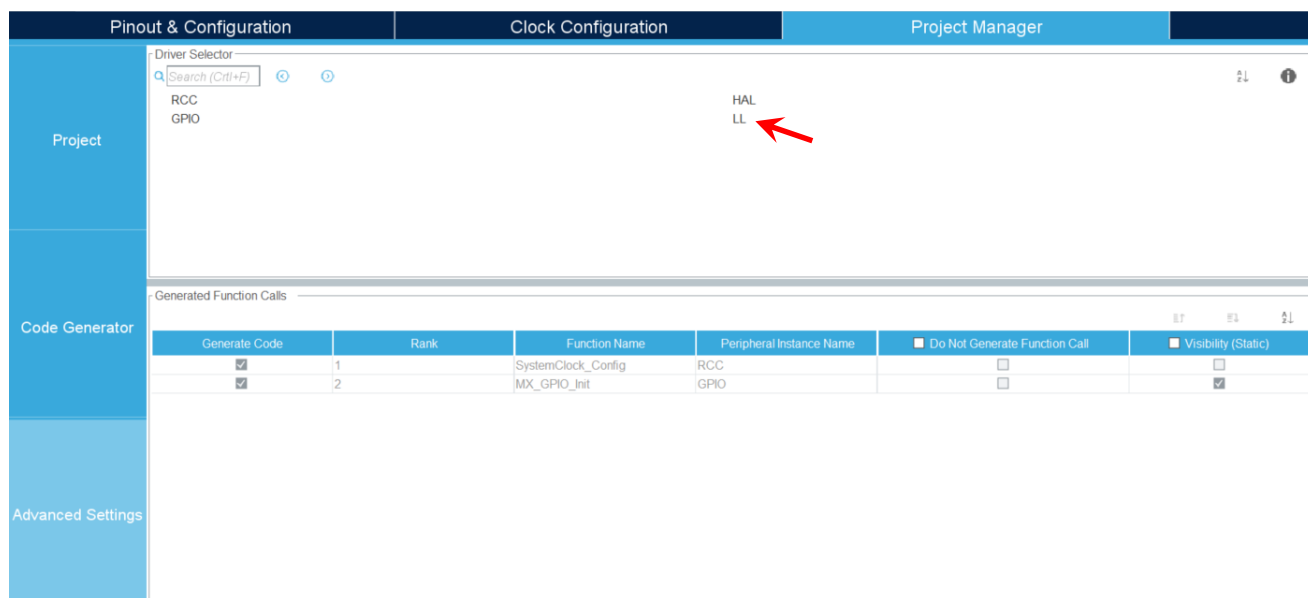 Pinout & Configuration Clock Configuration Project Manager
Driver Selector
Search (Crtl+F)
RCC HAL
GPIO LL
Project
Generated Function Calls
Code Generator
Generate Code Rank Function Name Peripheral Instance Name Do Not Generate Function Call Visibility (Static)
1 SystemClock_Config RCC
2 MX_GPIO_Init GPIO
Advanced Settings